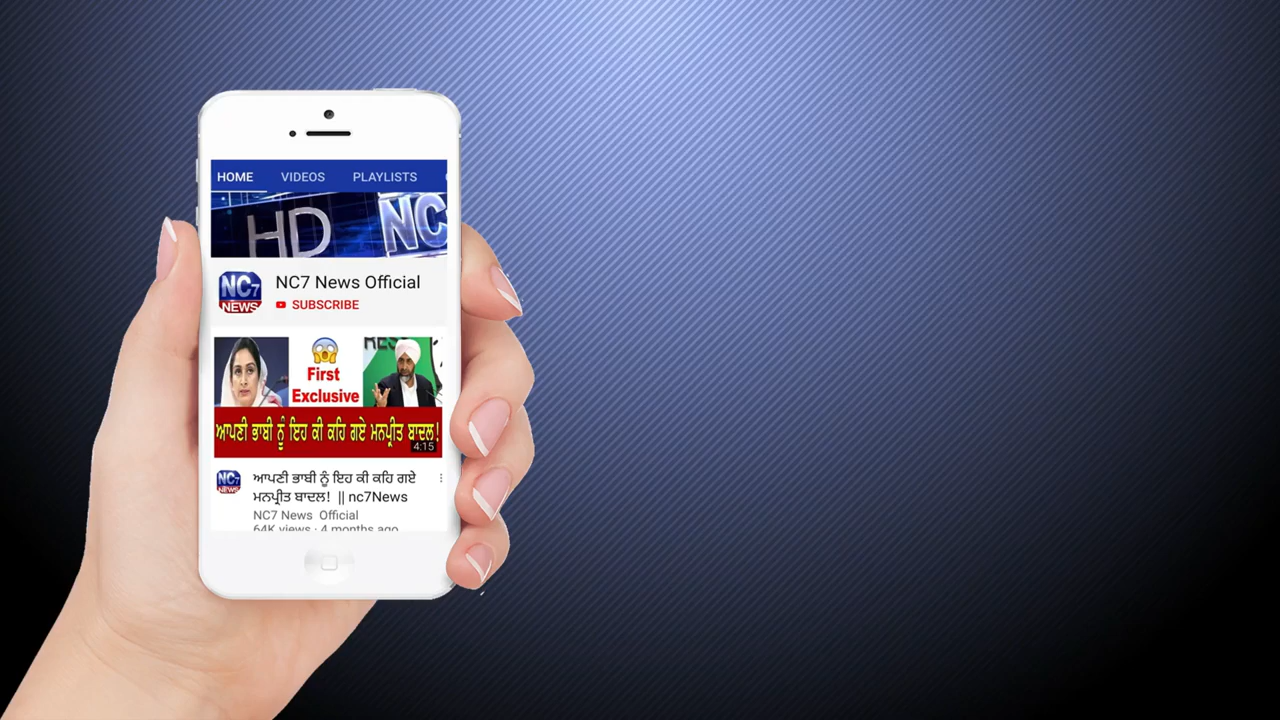 HOME VIDEOS PLAYLISTS
HD NC
NC7 News Official
NC7
NEWS
SUBSCRIBE
First
Exclusive
ਆਪਣੀ ਭਾਬੀ ਨੂੰ ਇਹ ਕੀ ਕਹਿ ਗਏ ਮਨਪ੍ਰੀਤ ਬਾਦਲ!
4:15
NC7
NEWS
ਆਪਣੀ ਭਾਬੀ ਨੂੰ ਇਹ ਕੀ ਕਹਿ ਗਏ
ਮਨਪ੍ਰੀਤ ਬਾਦਲ! || nc7News
NC7 News Official
64K views · 4 months ago